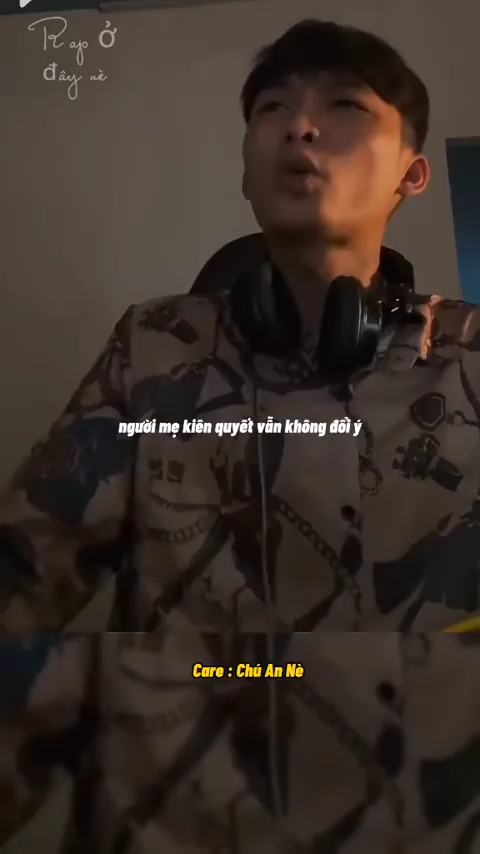 Rap ở
đây nè
người mẹ kiên quyết vẫn không đổi ý
Care : Chú An Nè